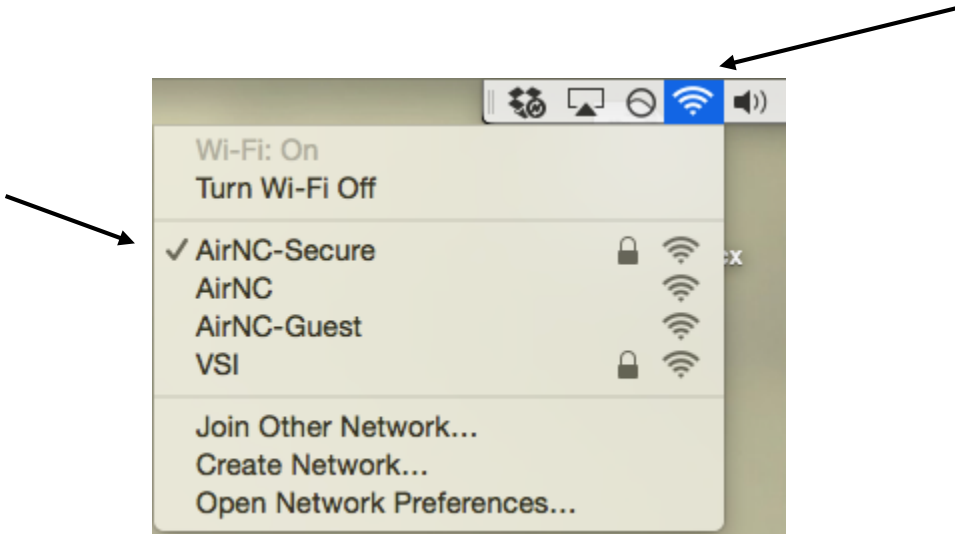 Wi-Fi: On
Turn Wi-Fi Off
AirNC-Secure
cx
AirNC
AirNC-Guest
VSI
Join Other Network...
Create Network...
Open Network Preferences...